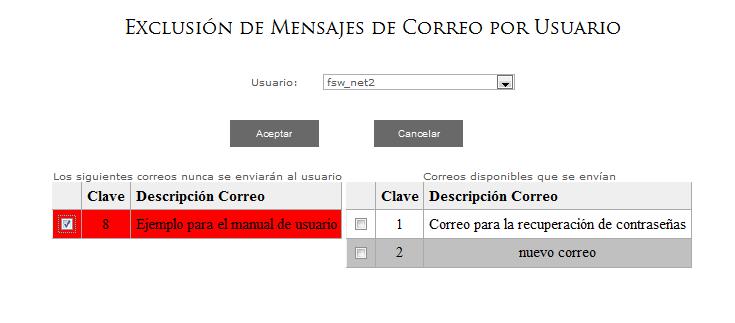 Exclusión de Mensajes de Correo por Usuario
Usuario: fsw_net2
Aceptar Cancelar
Los siguientes correos nunca se enviarán al usuario
Clave Descripción Correo
8 Ejemplo para el manual de usuario
Correos disponibles que se envían
Clave Descripción Correo
1 Correo para la recuperación de contraseñas
2 nuevo correo